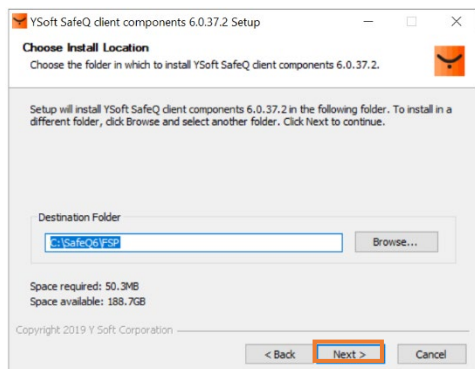 YSoft SafeQ client components 6.0.37.2 Setup
Choose Install Location
Choose the folder in which to install YSoft SafeQ client components 6.0.37.2.
Setup will install YSoft SafeQ client components 6.0.37.2 in the following folder. To install in a
different folder, click Browse and select another folder. Click Next to continue.
Destination Folder
C:\SafeQ6\FSP
Browse...
Space required: 50.3MB
Space available: 188.7GB
Copyright 2019 Y Soft Corporation
< Back
Next >
Cancel